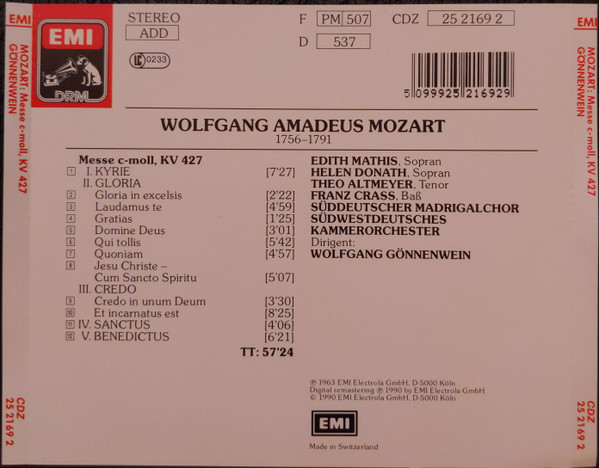 EMI
MOZART: Messe c-moll, KV 427
GÖNNENWEIN
CDZ
25 2169 2
EMI
DRM
STEREO
ADD
LC 0233
F PM 507 CDZ 25 2169 2
D 537
5 099925 216929
WOLFGANG AMADEUS MOZART
1756–1791
Messe c-moll, KV 427
1 I. KYRIE [7'27]
II. GLORIA
2 Gloria in excelsis [2'22]
3 Laudamus te [4'59]
4 Gratias [1'25]
5 Domine Deus [3'01]
6 Qui tollis [5'42]
7 Quoniam [4'57]
8 Jesu Christe –
Cum Sancto Spiritu [5'07]
III. CREDO
9 Credo in unum Deum [3'30]
10 Et incarnatus est [8'25]
11 IV. SANCTUS [4'06]
12 V. BENEDICTUS [6'21]
TT: 57'24
EDITH MATHIS, Sopran
HELEN DONATH, Sopran
THEO ALTMEYER, Tenor
FRANZ CRASS, Baß
SÜDDEUTSCHER MADRIGALCHOR
SÜDWESTDEUTSCHES
KAMMERORCHESTER
Dirigent:
WOLFGANG GÖNNENWEIN
℗ 1963 EMI Electrola GmbH, D-5000 Köln
Digital remastering ℗ 1990 by EMI Electrola GmbH
© 1990 EMI Electrola GmbH, D-5000 Köln
EMI
Made in Switzerland
EMI
MOZART: Messe c-moll, KV 427
GÖNNENWEIN
CDZ
25 2169 2